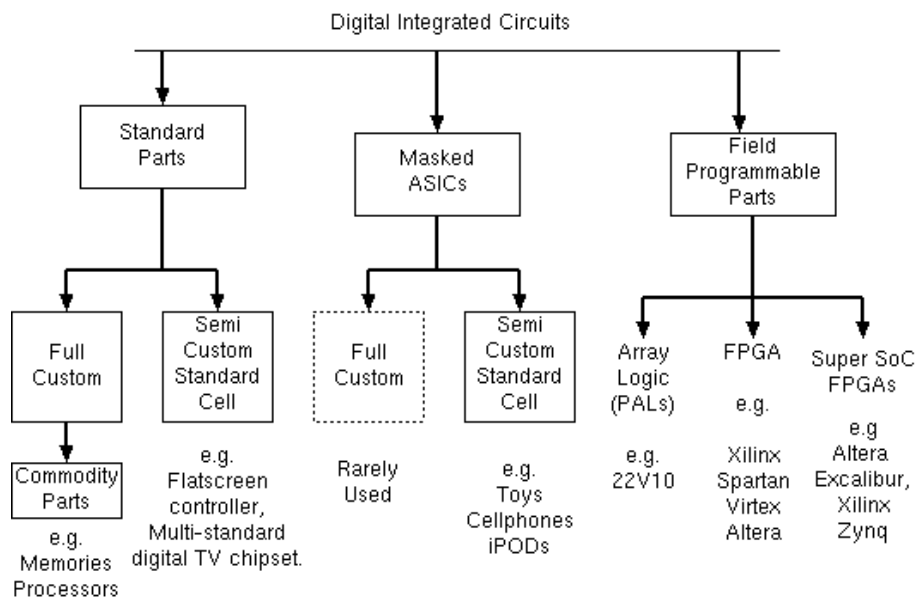 Digital Integrated Circuits
Standard
Parts
Masked
ASICs
Field
Programmable
Parts
Full
Custom
Semi
Custom
Standard
Cell
Full
Custom
Semi
Custom
Standard
Cell
Array
Logic
(PALs)
FPGA
Super SoC
FPGAs
Commodity
Parts
e.g.
Memories
Processors
e.g.
Flatscreen
controller,
Multi-standard
digital TV chipset.
Rarely
Used
e.g.
Toys
Cellphones
iPODs
e.g.
22V10
e.g.
Xilinx
Spartan
Virtex
Altera
e.g
Altera
Excalibur,
Xilinx
Zynq